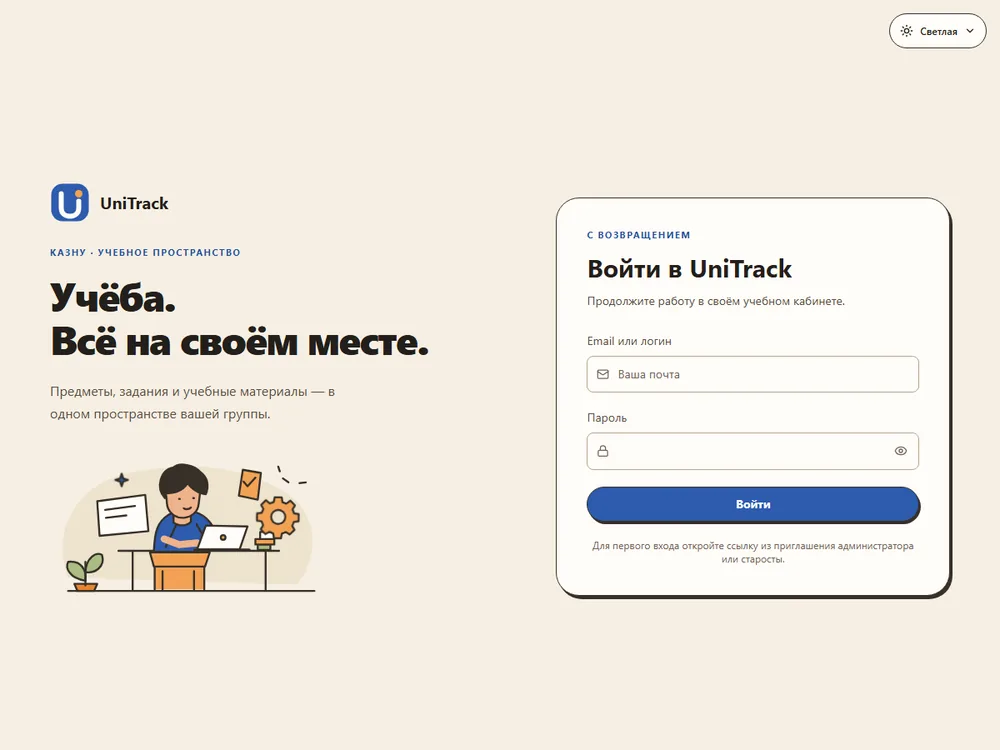 Светлая
UniTrack
КАЗНУ · УЧЕБНОЕ ПРОСТРАНСТВО
Учёба.
Всё на своём месте.
Предметы, задания и учебные материалы — в
одном пространстве вашей группы.
С ВОЗВРАЩЕНИЕМ
Войти в UniTrack
Продолжите работу в своём учебном кабинете.
Email или логин
Ваша почта
Пароль
Войти
Для первого входа откройте ссылку из приглашения администратора
или старосты.